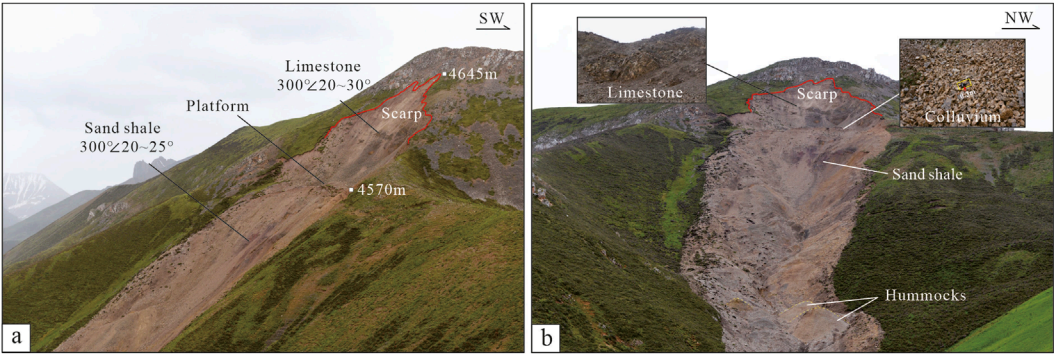 SW
Limestone
300°∠20~30°
4645m
Platform
Scarp
Sand shale
300°∠20~25°
4570m
a
NW
Limestone
Scarp
Colluvium
Sand shale
Hummocks
b